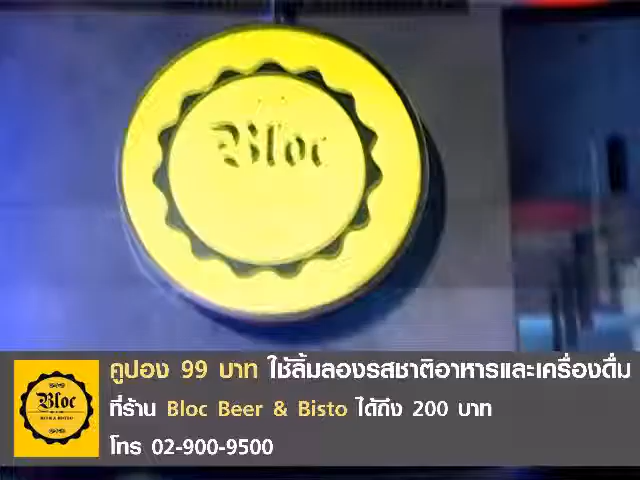 Bloc
คูปอง 99 บาท ใช้ลิ้มลองรสชาติอาหารและเครื่องดื่ม
ที่ร้าน Bloc Beer & Bisto ได้ถึง 200 บาท
โทร 02-900-9500
Bloc
BEER & BISTRO